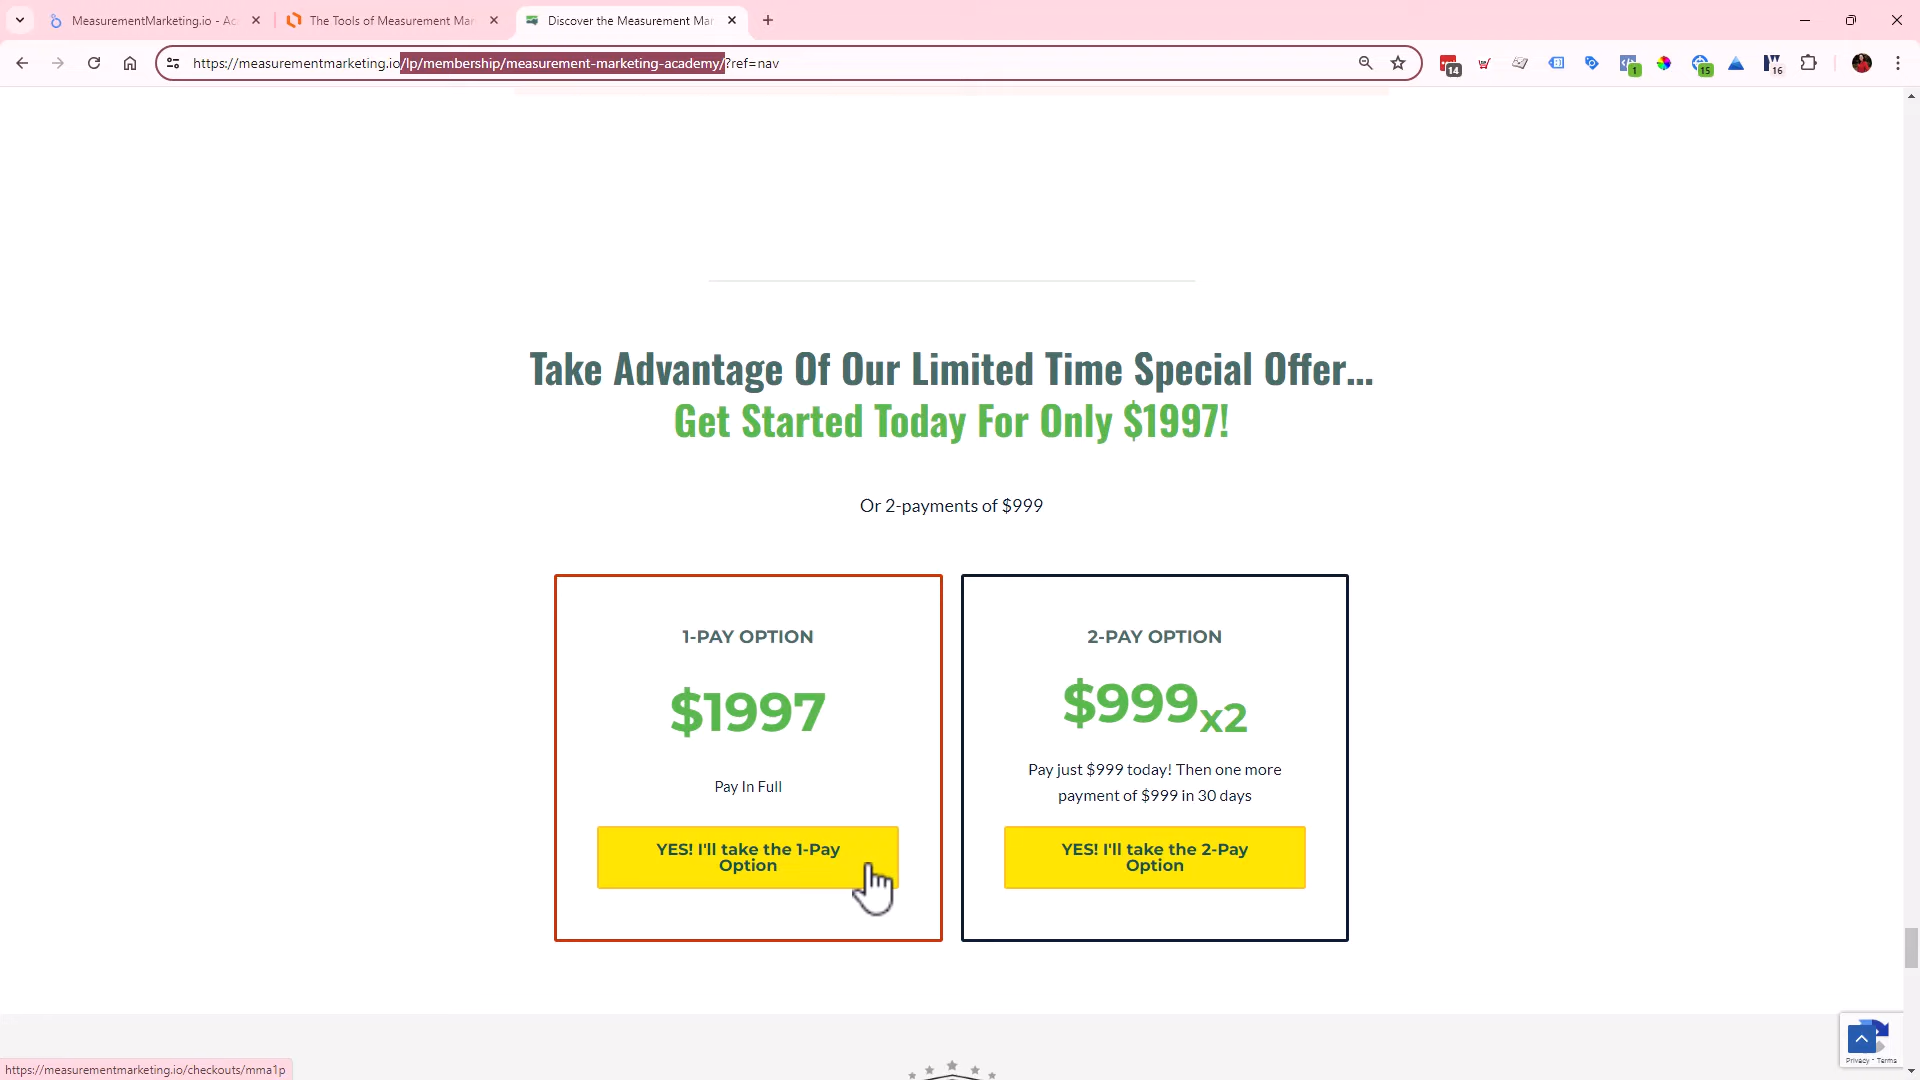 MeasurementMarketing.io - Ac
The Tools of Measurement Mar
Discover the Measurement Mar
https://measurementmarketing.io/lp/membership/measurement-marketing-academy/?ref=nav
14
1
15
16
Take Advantage Of Our Limited Time Special Offer...
Get Started Today For Only $1997!
Or 2-payments of $999
1-PAY OPTION
$1997
Pay In Full
YES! I'll take the 1-Pay
Option
2-PAY OPTION
$999x2
Pay just $999 today! Then one more
payment of $999 in 30 days
YES! I'll take the 2-Pay
Option
Privacy - Terms
https://measurementmarketing.io/checkouts/mma1p